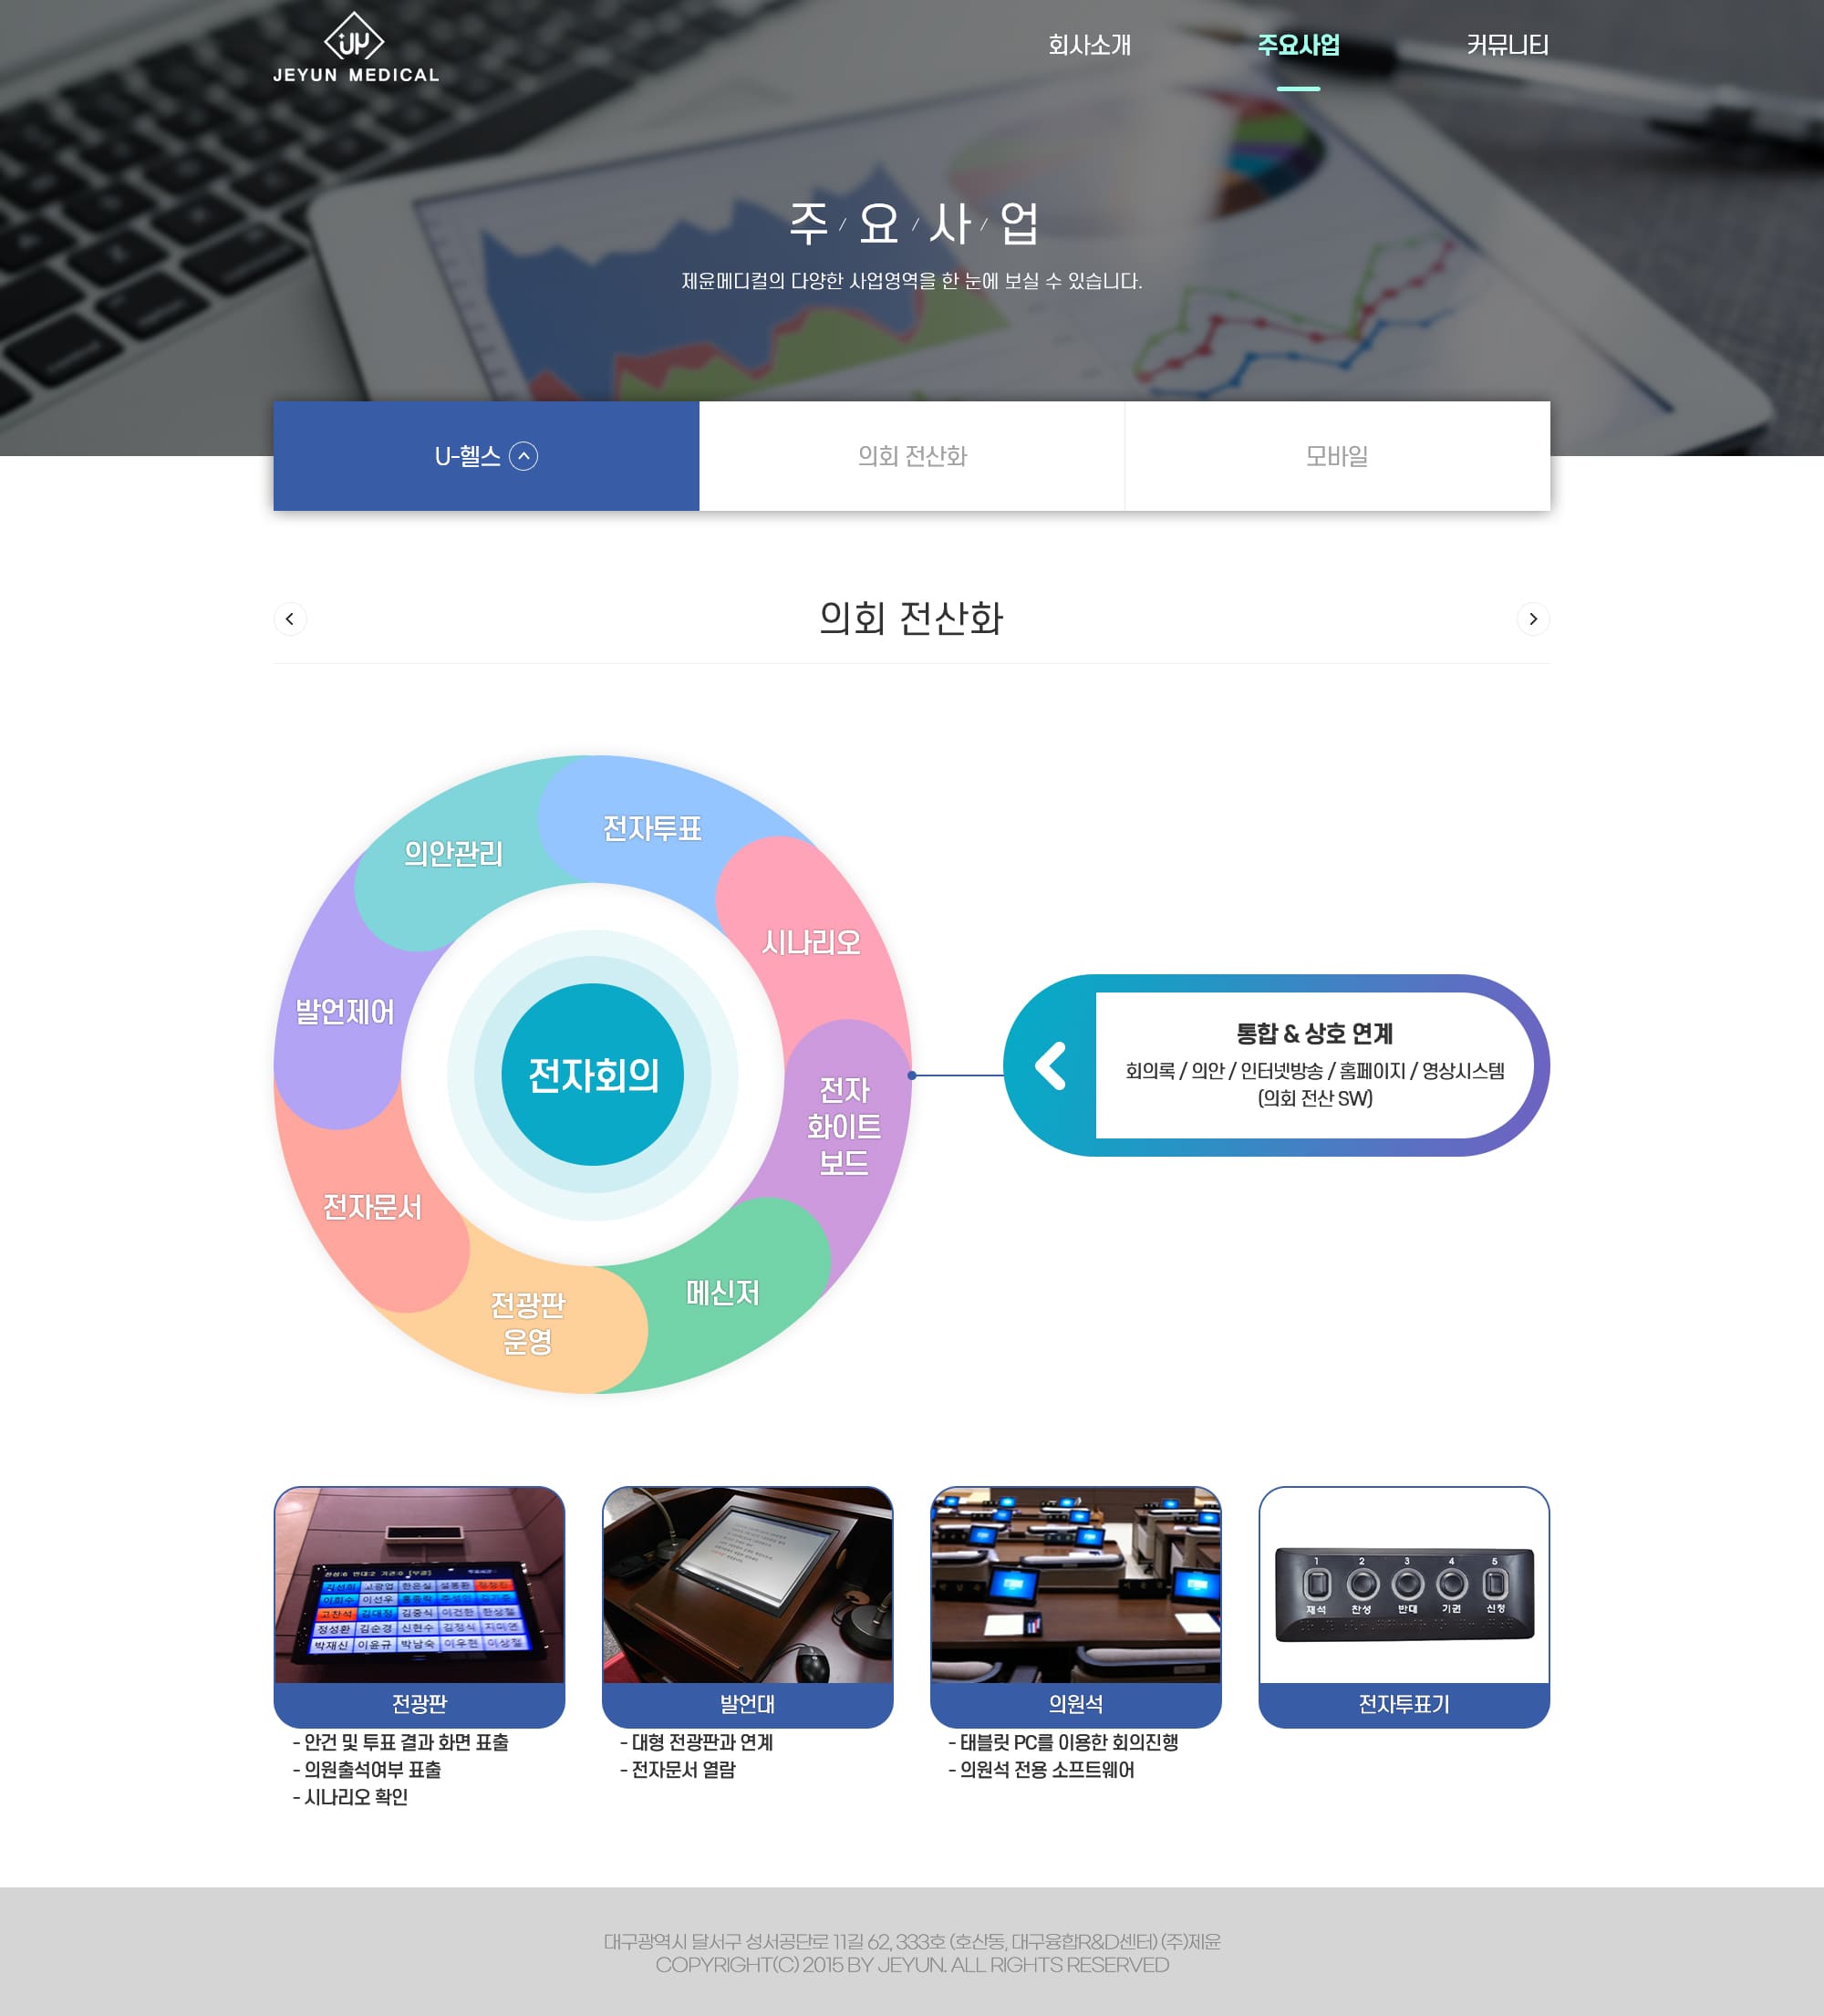 JEYUN MEDICAL
회사소개
주요사업
커뮤니티
주 / 요 / 사 / 업
제윤메디컬의 다양한 사업영역을 한 눈에 보실 수 있습니다.
U-헬스
의회 전산화
모바일
의회 전산화
전자투표
의안관리
시나리오
발언제어
전자회의
전자
화이트
보드
전자문서
메신저
전광판
운영
통합 & 상호 연계
회의록 / 의안 / 인터넷방송 / 홈페이지 / 영상시스템
(의회 전산 SW)
1 2 3 4 5
재석 찬성 반대 기권 신청
전광판
발언대
의원석
전자투표기
- 안건 및 투표 결과 화면 표출
- 의원출석여부 표출
- 시나리오 확인
- 대형 전광판과 연계
- 전자문서 열람
- 태블릿 PC를 이용한 회의진행
- 의원석 전용 소프트웨어
대구광역시 달서구 성서공단로 11길 62, 333호 (호산동, 대구융합R&D센터) (주)제윤
COPYRIGHT(C) 2015 BY JEYUN. ALL RIGHTS RESERVED